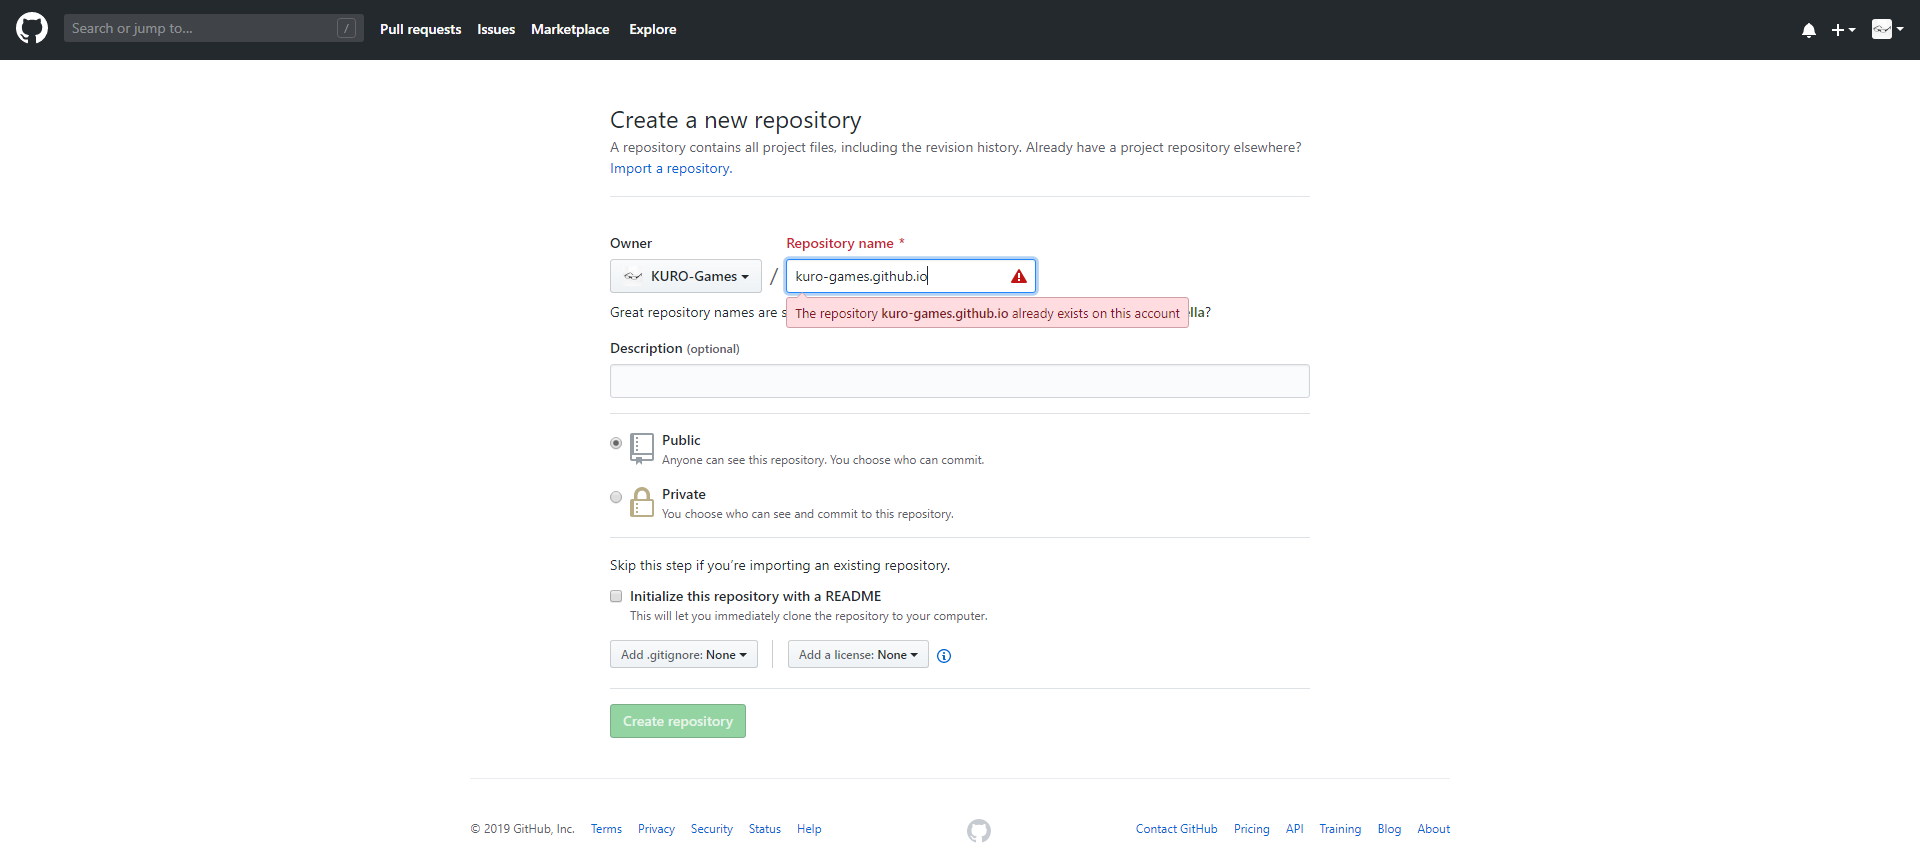 Search or jump to... /
Pull requests Issues Marketplace Explore
Create a new repository
A repository contains all project files, including the revision history. Already have a project repository elsewhere?
Import a repository.
Owner
Repository name *
KURO-Games / kuro-games.github.io
Great repository names are s
The repository kuro-games.github.io already exists on this account
lla?
Description (optional)
Public
Anyone can see this repository. You choose who can commit.
Private
You choose who can see and commit to this repository.
Skip this step if you’re importing an existing repository.
Initialize this repository with a README
This will let you immediately clone the repository to your computer.
Add .gitignore: None Add a license: None
Create repository
© 2019 GitHub, Inc. Terms Privacy Security Status Help Contact GitHub Pricing API Training Blog About